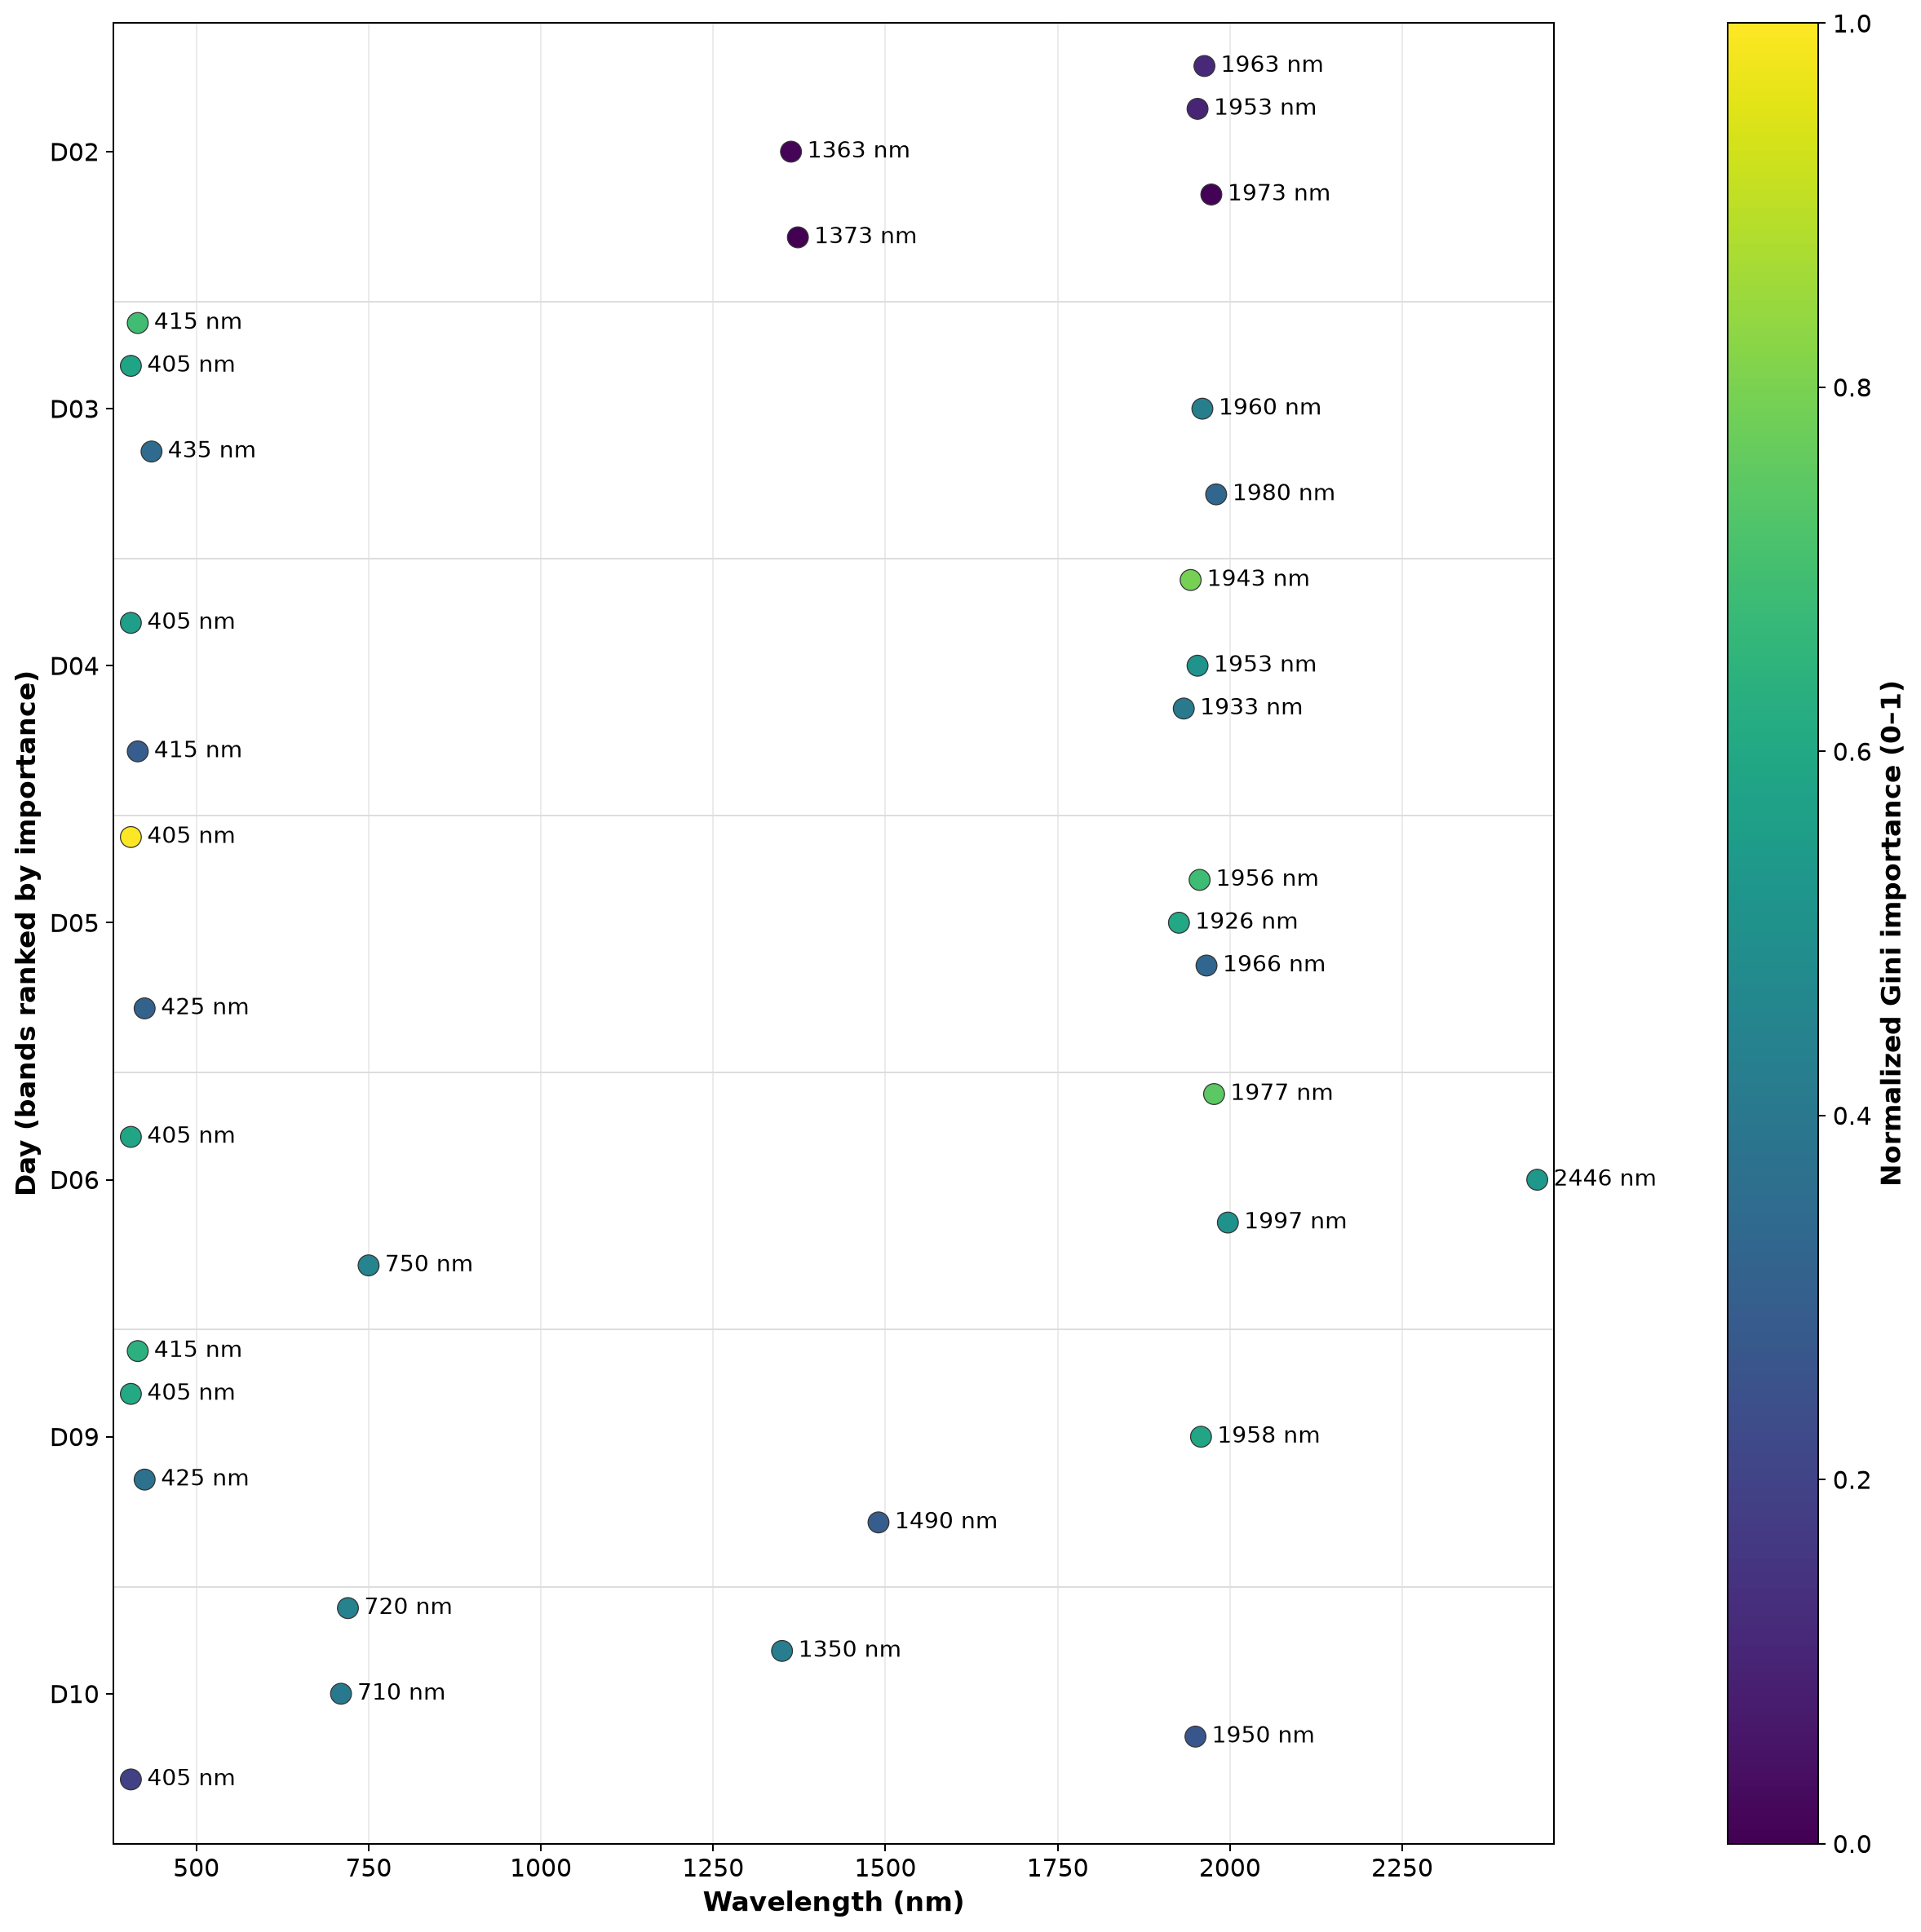 1963 nm
1953 nm
D02
1363 nm
1973 nm
1373 nm
415 nm
405 nm
D03
1960 nm
435 nm
1980 nm
1943 nm
405 nm
D04
1953 nm
1933 nm
415 nm
405 nm
1956 nm
D05
1926 nm
1966 nm
425 nm
1977 nm
405 nm
D06
2446 nm
1997 nm
750 nm
415 nm
405 nm
D09
1958 nm
425 nm
1490 nm
720 nm
1350 nm
D10
710 nm
1950 nm
405 nm
500 750 1000 1250 1500 1750 2000 2250
Wavelength (nm)
Day (bands ranked by importance)
1.0
0.8
0.6
0.4
0.2
0.0
Normalized Gini importance (0–1)